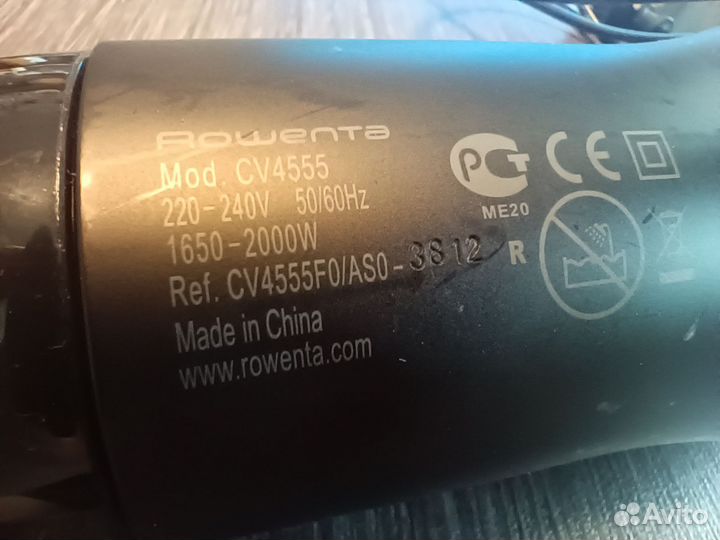 Rowenta
Mod. CV4555
220-240V 50/60Hz
1650-2000W
Ref. CV4555F0/AS0-3812 R
Made in China
www.rowenta.com
РСТ CE
ME20
Avito